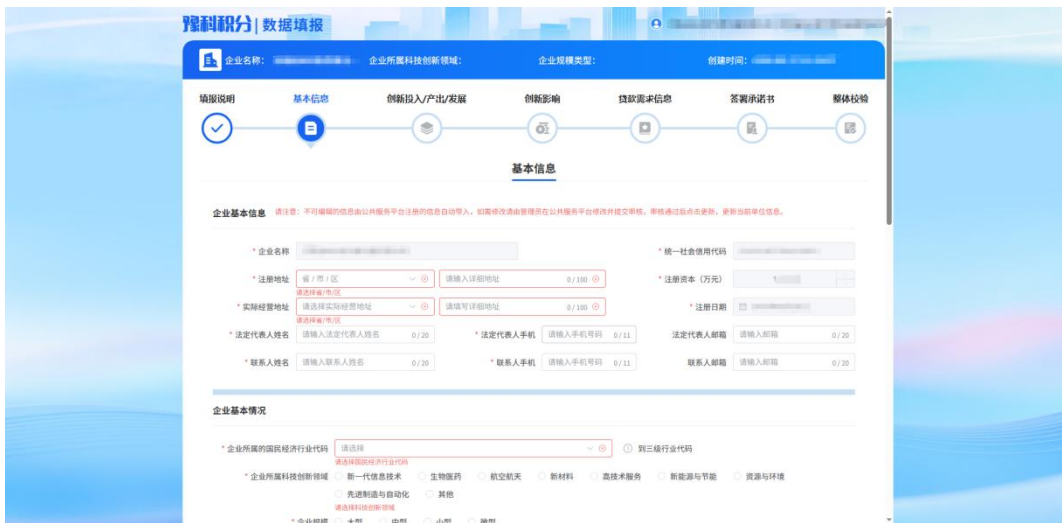 豫科积分 | 数据填报
企业名称： 企业所属科技创新领域： 企业规模类型： 创建时间：
填报说明 基本信息 创新投入/产出/发展 创新影响 贷款需求信息 签署承诺书 整体校验
基本信息
企业基本信息 请注意：不可编辑的信息由公共服务平台注册的信息自动带入，如需修改请由管理员在公共服务平台修改并提交审核。审核通过后点击更新，更新当前单位信息。
* 企业名称 * 统一社会信用代码
* 注册地址 省 / 市 / 区 请输入详细地址 0 / 100 * 注册资本（万元）
请选择省/市/区
* 实际经营地址 请选择实际经营地址 请填写详细地址 0 / 100 * 注册日期
请选择省/市/区
* 法定代表人姓名 请输入法定代表人姓名 0 / 20 * 法定代表人手机 请输入手机号码 0 / 11 法定代表人邮箱 请输入邮箱 0 / 20
* 联系人姓名 请输入联系人姓名 0 / 20 * 联系人手机 请输入手机号码 0 / 11 联系人邮箱 请输入邮箱 0 / 20
企业基本情况
* 企业所属的国民经济行业代码 请选择 到三级行业代码
请选择国民经济行业代码
* 企业所属科技创新领域 新一代信息技术 生物医药 航空航天 新材料 高技术服务 新能源与节能 资源与环境
先进制造与自动化 其他
请选择科技创新领域
* 企业规模 大型 中型 小型 微型